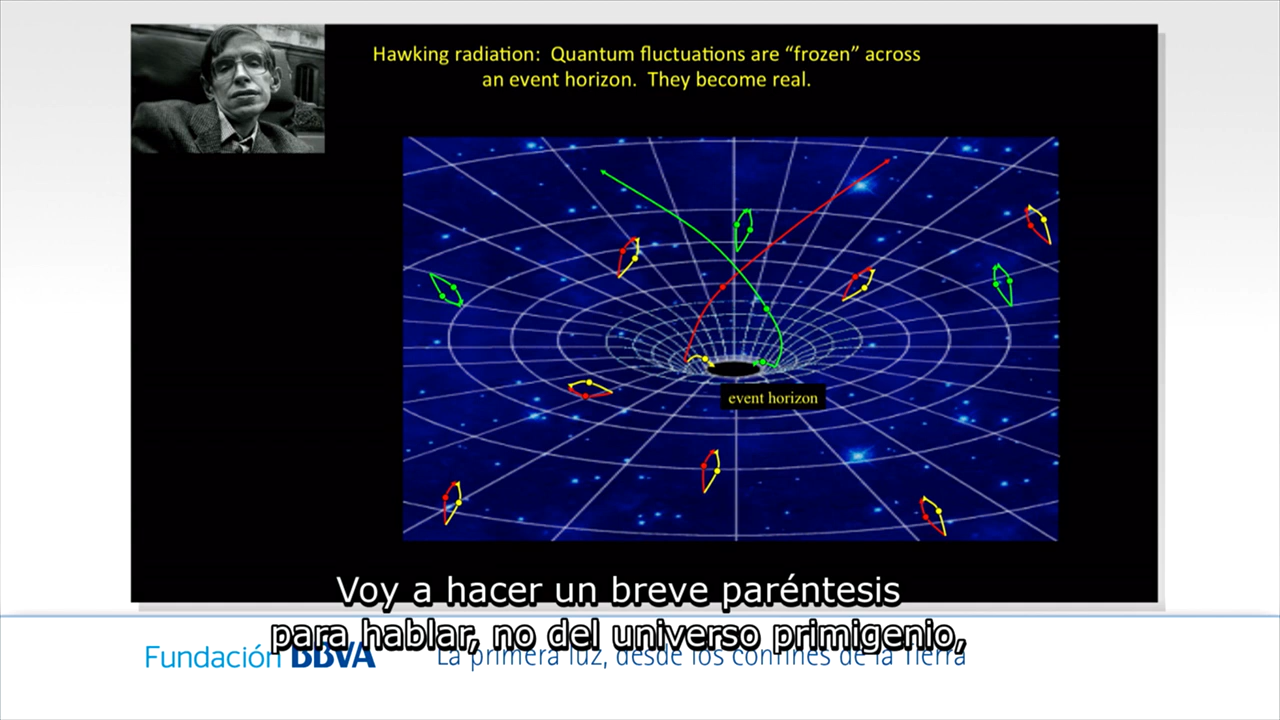 Hawking radiation: Quantum fluctuations are “frozen” across
an event horizon. They become real.
event horizon
Voy a hacer un breve paréntesis
para hablar, no del universo primigenio,
Fundación BBVA
La primera luz, desde los confines de la Tierra